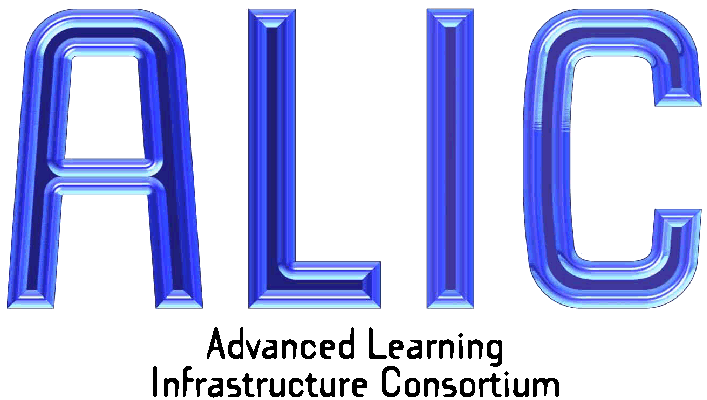 ALIC
Advanced Learning
Infrastructure Consortium